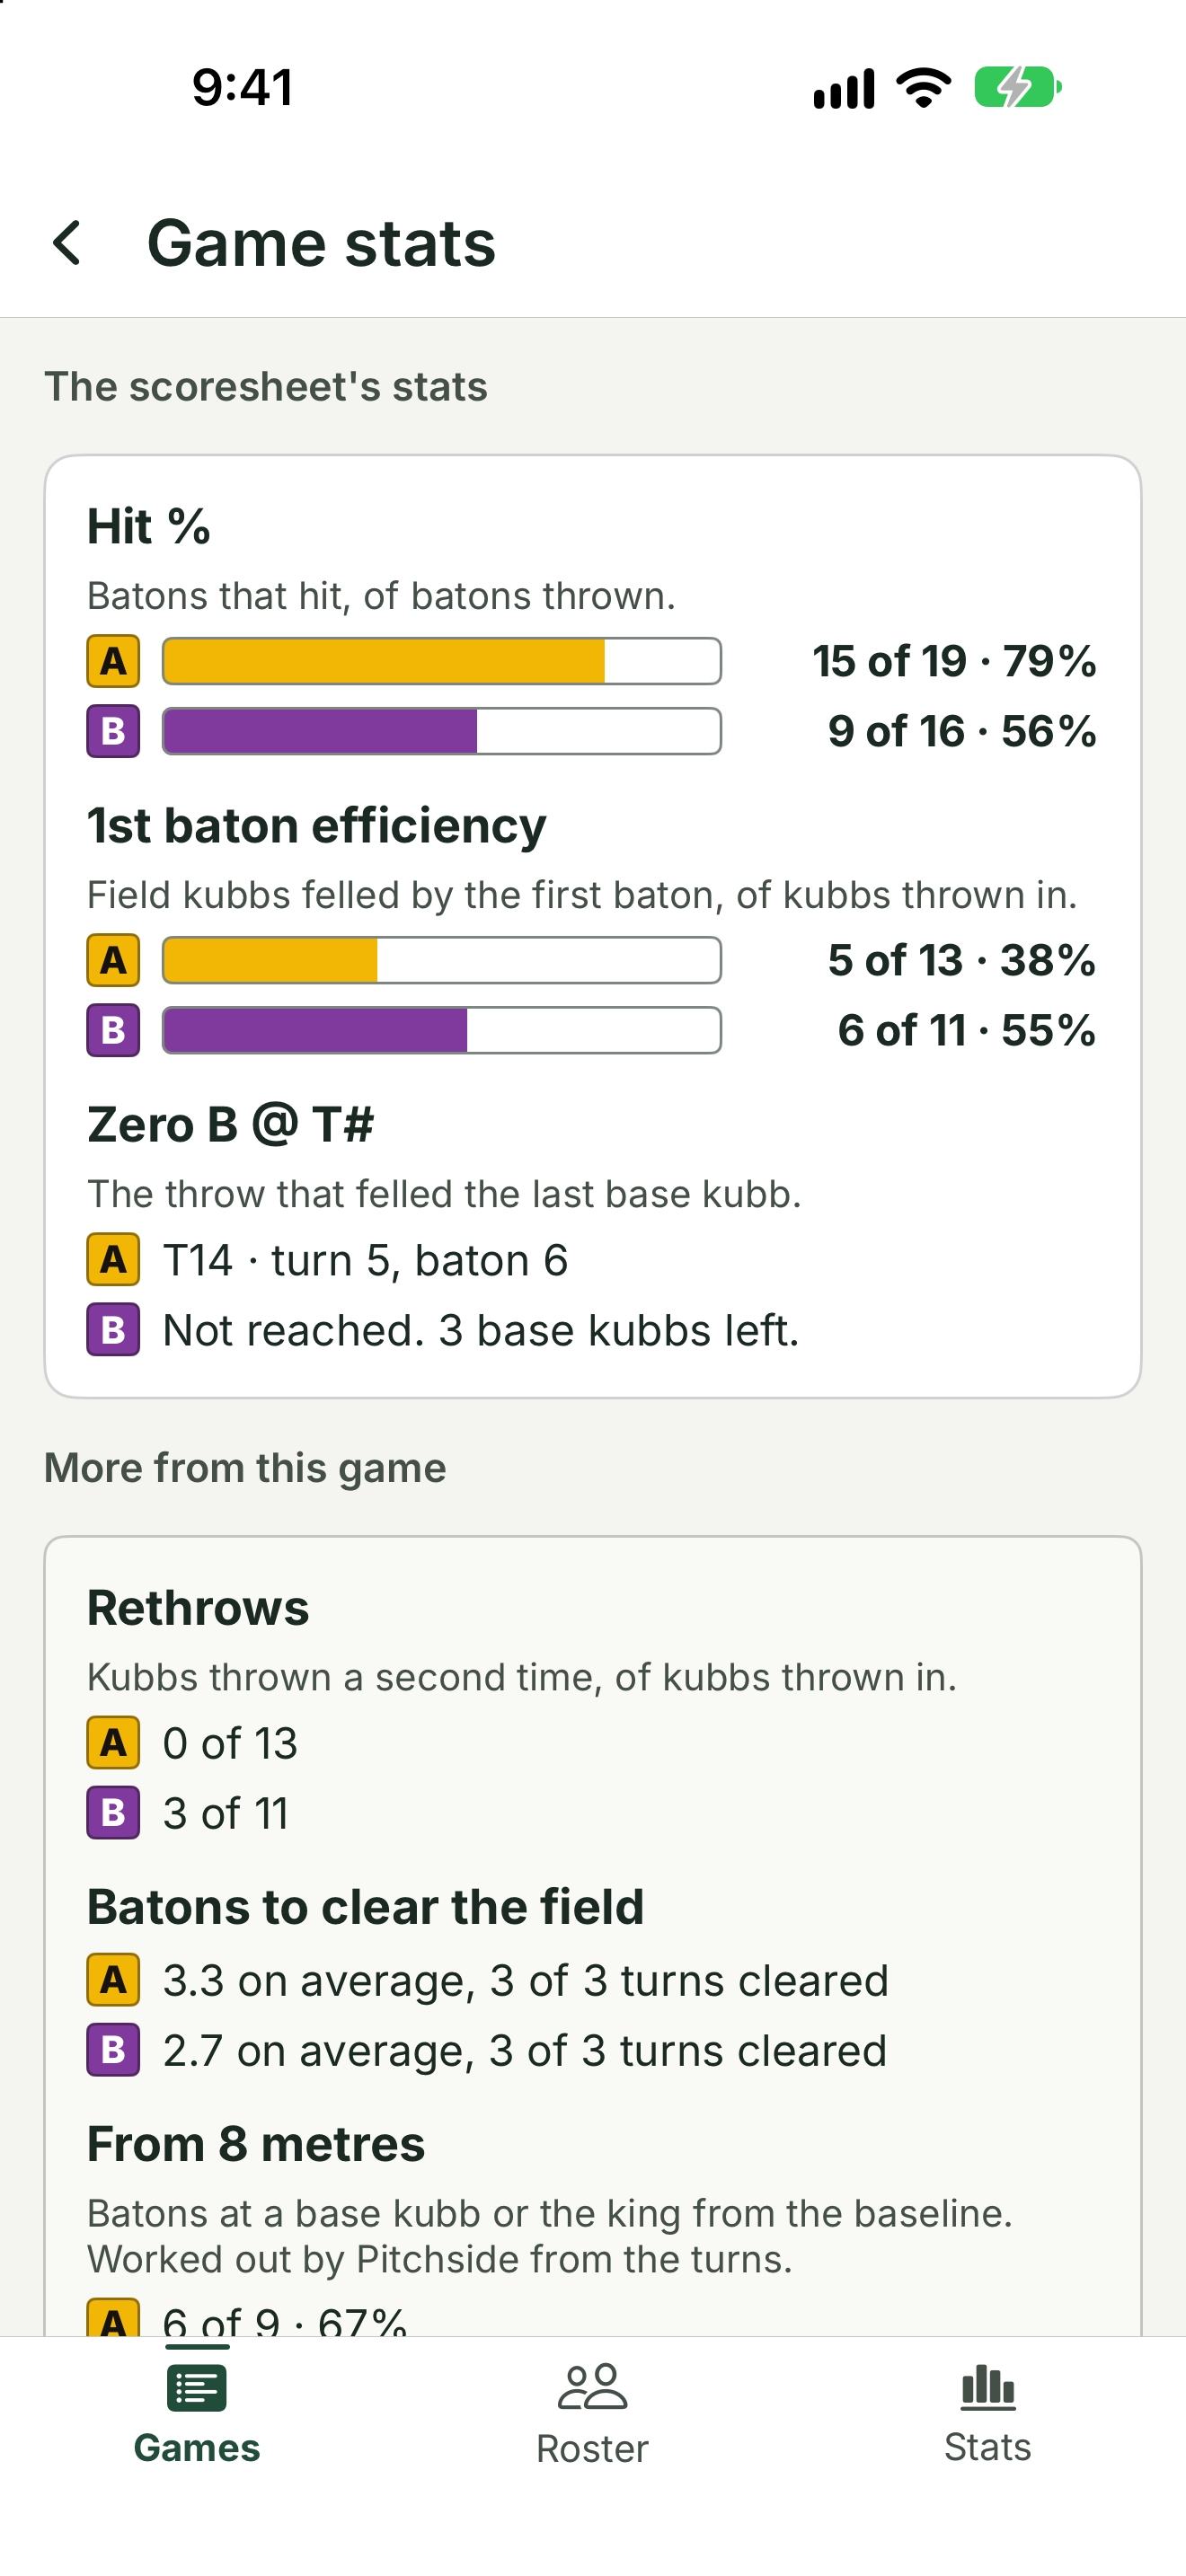 9:41
Game stats
The scoresheet's stats
Hit %
Batons that hit, of batons thrown.
A 15 of 19 · 79%
B 9 of 16 · 56%
1st baton efficiency
Field kubbs felled by the first baton, of kubbs thrown in.
A 5 of 13 · 38%
B 6 of 11 · 55%
Zero B @ T#
The throw that felled the last base kubb.
A T14 · turn 5, baton 6
B Not reached. 3 base kubbs left.
More from this game
Rethrows
Kubbs thrown a second time, of kubbs thrown in.
A 0 of 13
B 3 of 11
Batons to clear the field
A 3.3 on average, 3 of 3 turns cleared
B 2.7 on average, 3 of 3 turns cleared
From 8 metres
Batons at a base kubb or the king from the baseline.
Worked out by Pitchside from the turns.
A 6 of 9 · 67%
Games
Roster
Stats